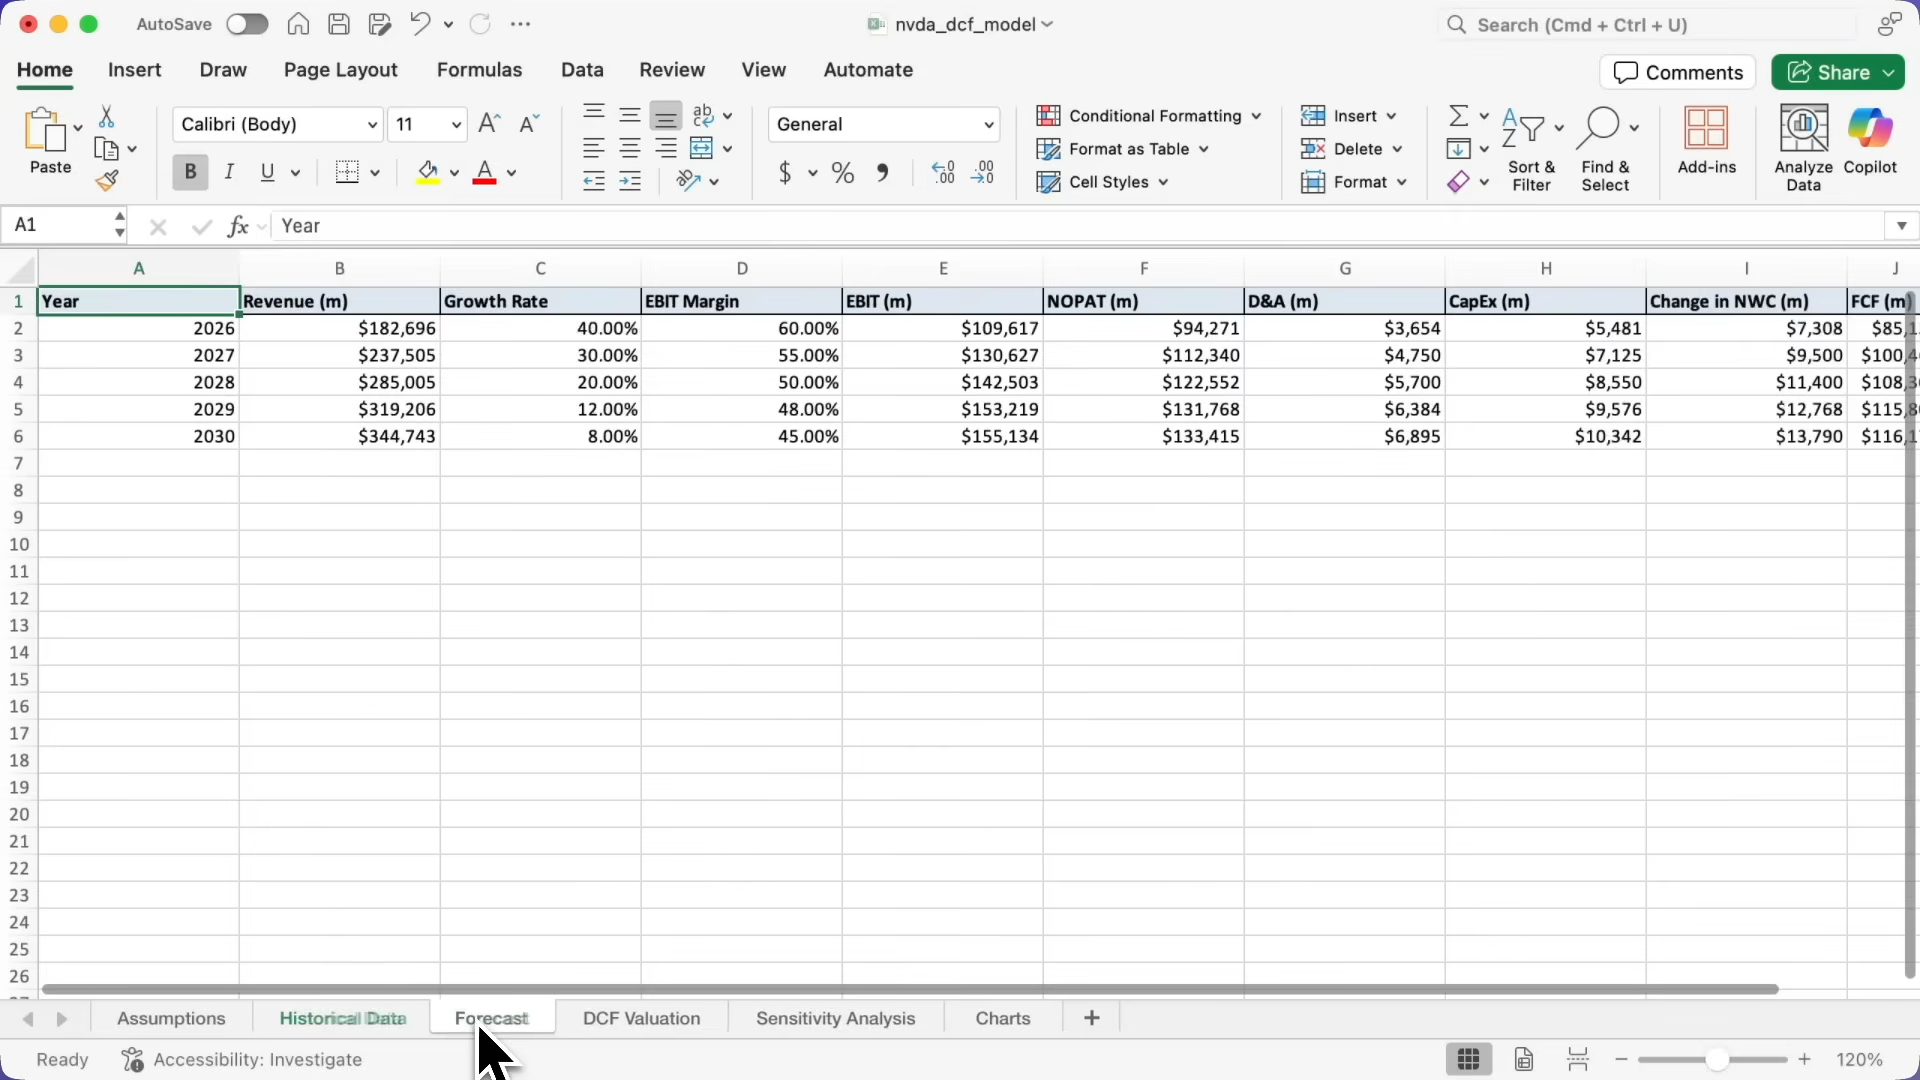 AutoSave
nvda_dcf_model
Search (Cmd + Ctrl + U)
Home Insert Draw Page Layout Formulas Data Review View Automate
Comments
Share
Paste
Calibri (Body)
11
B I U
General
$ % 9
Conditional Formatting
Format as Table
Cell Styles
Insert
Delete
Format
Sort &
Filter
Find &
Select
Add-ins
Analyze
Data
Copilot
A1
fx Year
A B C D E F G H I J
1 Year Revenue (m) Growth Rate EBIT Margin EBIT (m) NOPAT (m) D&A (m) CapEx (m) Change in NWC (m) FCF (m)
2 2026 $182,696 40.00% 60.00% $109,617 $94,271 $3,654 $5,481 $7,308
3 2027 $237,505 30.00% 55.00% $130,627 $112,340 $4,750 $7,125 $9,500
4 2028 $285,005 20.00% 50.00% $142,503 $122,552 $5,700 $8,550 $11,400
5 2029 $319,206 12.00% 48.00% $153,219 $131,768 $6,384 $9,576 $12,768
6 2030 $344,743 8.00% 45.00% $155,134 $133,415 $6,895 $10,342 $13,790
7
8
9
10
11
12
13
14
15
16
17
18
19
20
21
22
23
24
25
26
Assumptions Historical Data Forecast DCF Valuation Sensitivity Analysis Charts
Ready
Accessibility: Investigate
120%